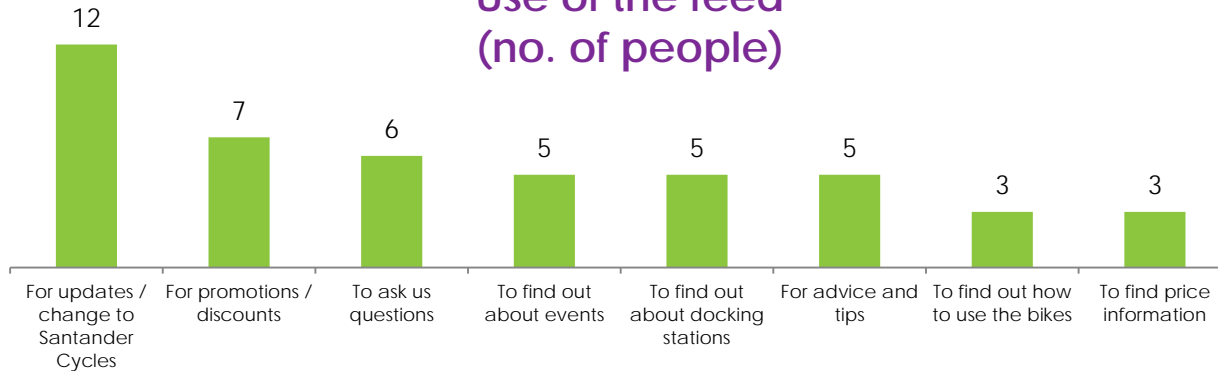 Use of the feed
(no. of people)
12
7
6
5
5
5
3
3
For updates /
change to
Santander
Cycles
For promotions /
discounts
To ask us
questions
To find out
about events
To find out
about docking
stations
For advice and
tips
To find out how
to use the bikes
To find price
information